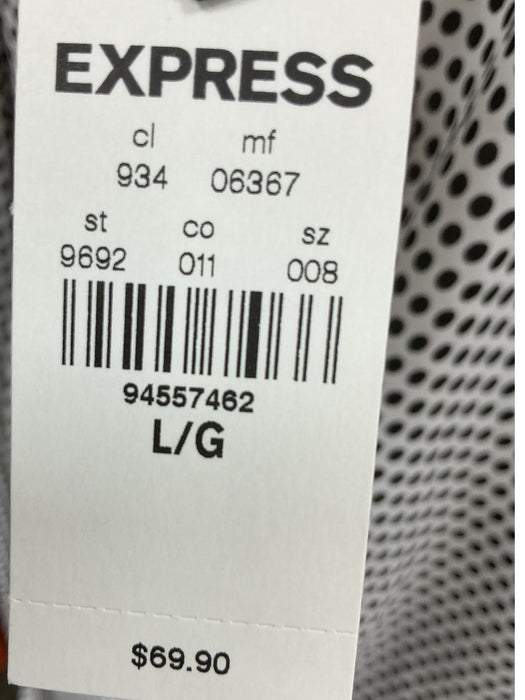 EXPRESS
cl mf
934 06367
st co sz
9692 011 008
94557462
L/G
$69.90